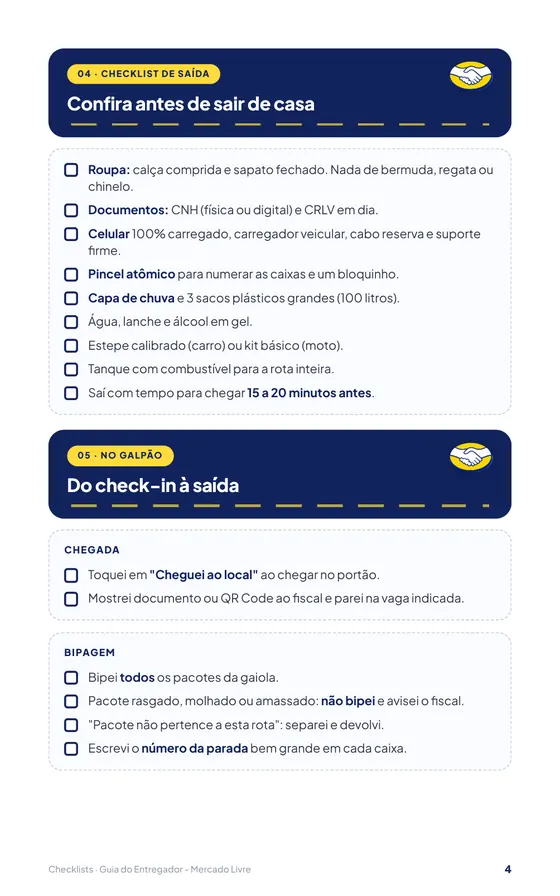 04 · CHECKLIST DE SAÍDA
Confira antes de sair de casa
Roupa: calça comprida e sapato fechado. Nada de bermuda, regata ou
chinelo.
Documentos: CNH (física ou digital) e CRLV em dia.
Celular 100% carregado, carregador veicular, cabo reserva e suporte
firme.
Pincel atômico para numerar as caixas e um bloquinho.
Capa de chuva e 3 sacos plásticos grandes (100 litros).
Água, lanche e álcool em gel.
Estepe calibrado (carro) ou kit básico (moto).
Tanque com combustível para a rota inteira.
Saí com tempo para chegar 15 a 20 minutos antes.
05 · NO GALPÃO
Do check-in à saída
CHEGADA
Toquei em "Cheguei ao local" ao chegar no portão.
Mostrei documento ou QR Code ao fiscal e parei na vaga indicada.
BIPAGEM
Bipei todos os pacotes da gaiola.
Pacote rasgado, molhado ou amassado: não bipei e avisei o fiscal.
"Pacote não pertence a esta rota": separei e devolvi.
Escrevi o número da parada bem grande em cada caixa.
Checklists · Guia do Entregador - Mercado Livre
4